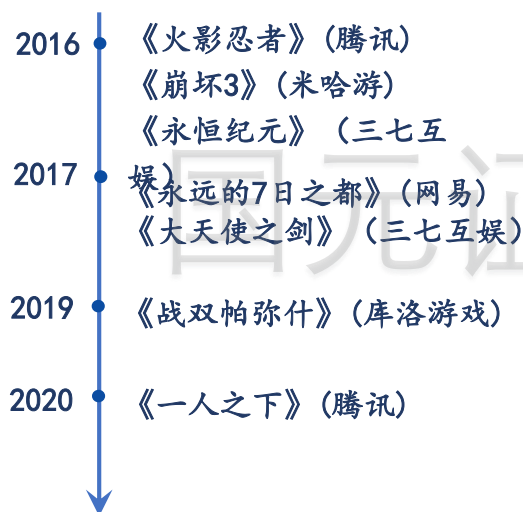 2016
《火影忍者》(腾讯)
《崩坏3》(米哈游)
《永恒纪元》（三七互
娱）
2017
《永远的7日之都》(网易)
《大天使之剑》（三七互娱)
2019
《战双帕弥什》(库洛游戏)
2020
《一人之下》(腾讯)
国元证